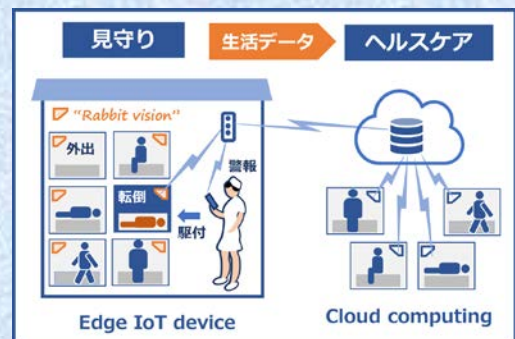 見守り
生活データ
ヘルスケア
"Rabbit vision"
外出
転倒
警報
駆付
Edge IoT device
Cloud computing